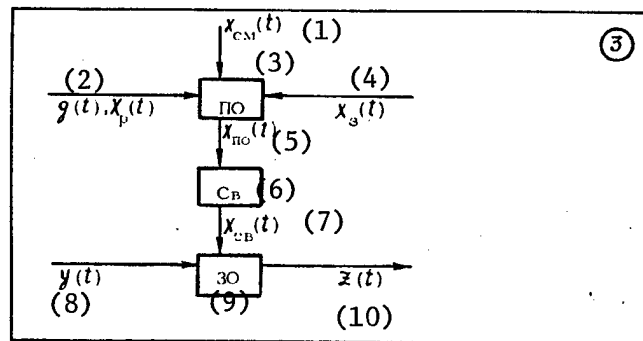 x_см(t) (1)
③
(2) (3) (4)
g(t),x_р(t) ПО x_з(t)
x_по(t) (5)
Св (6)
x_св(t) (7)
y(t) ЗО z(t)
(8) (9) (10)